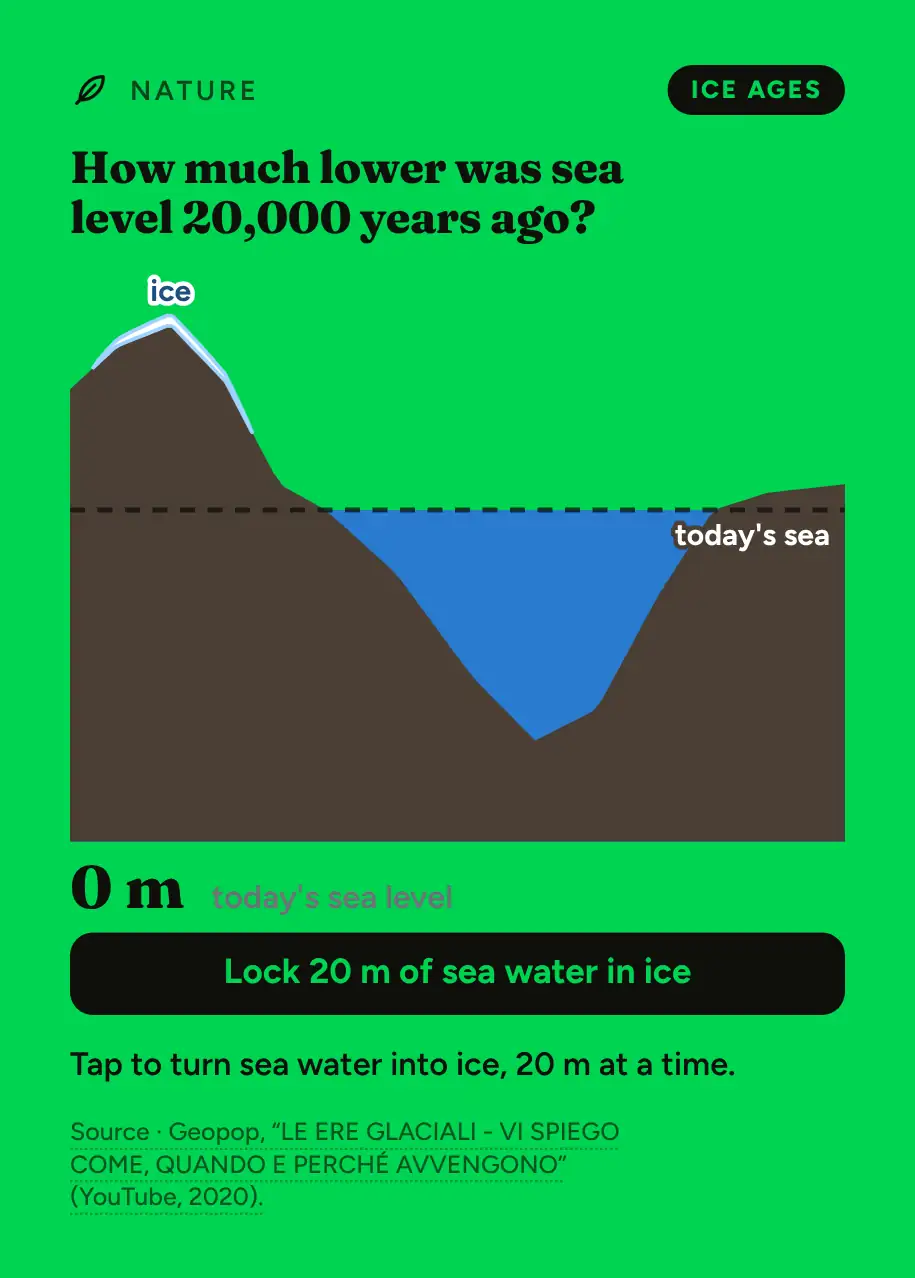 NATURE
ICE AGES
How much lower was sea
level 20,000 years ago?
ice
today's sea
0 m today's sea level
Lock 20 m of sea water in ice
Tap to turn sea water into ice, 20 m at a time.
Source · Geopop, “LE ERE GLACIALI - VI SPIEGO
COME, QUANDO E PERCHÉ AVVENGONO”
(YouTube, 2020).